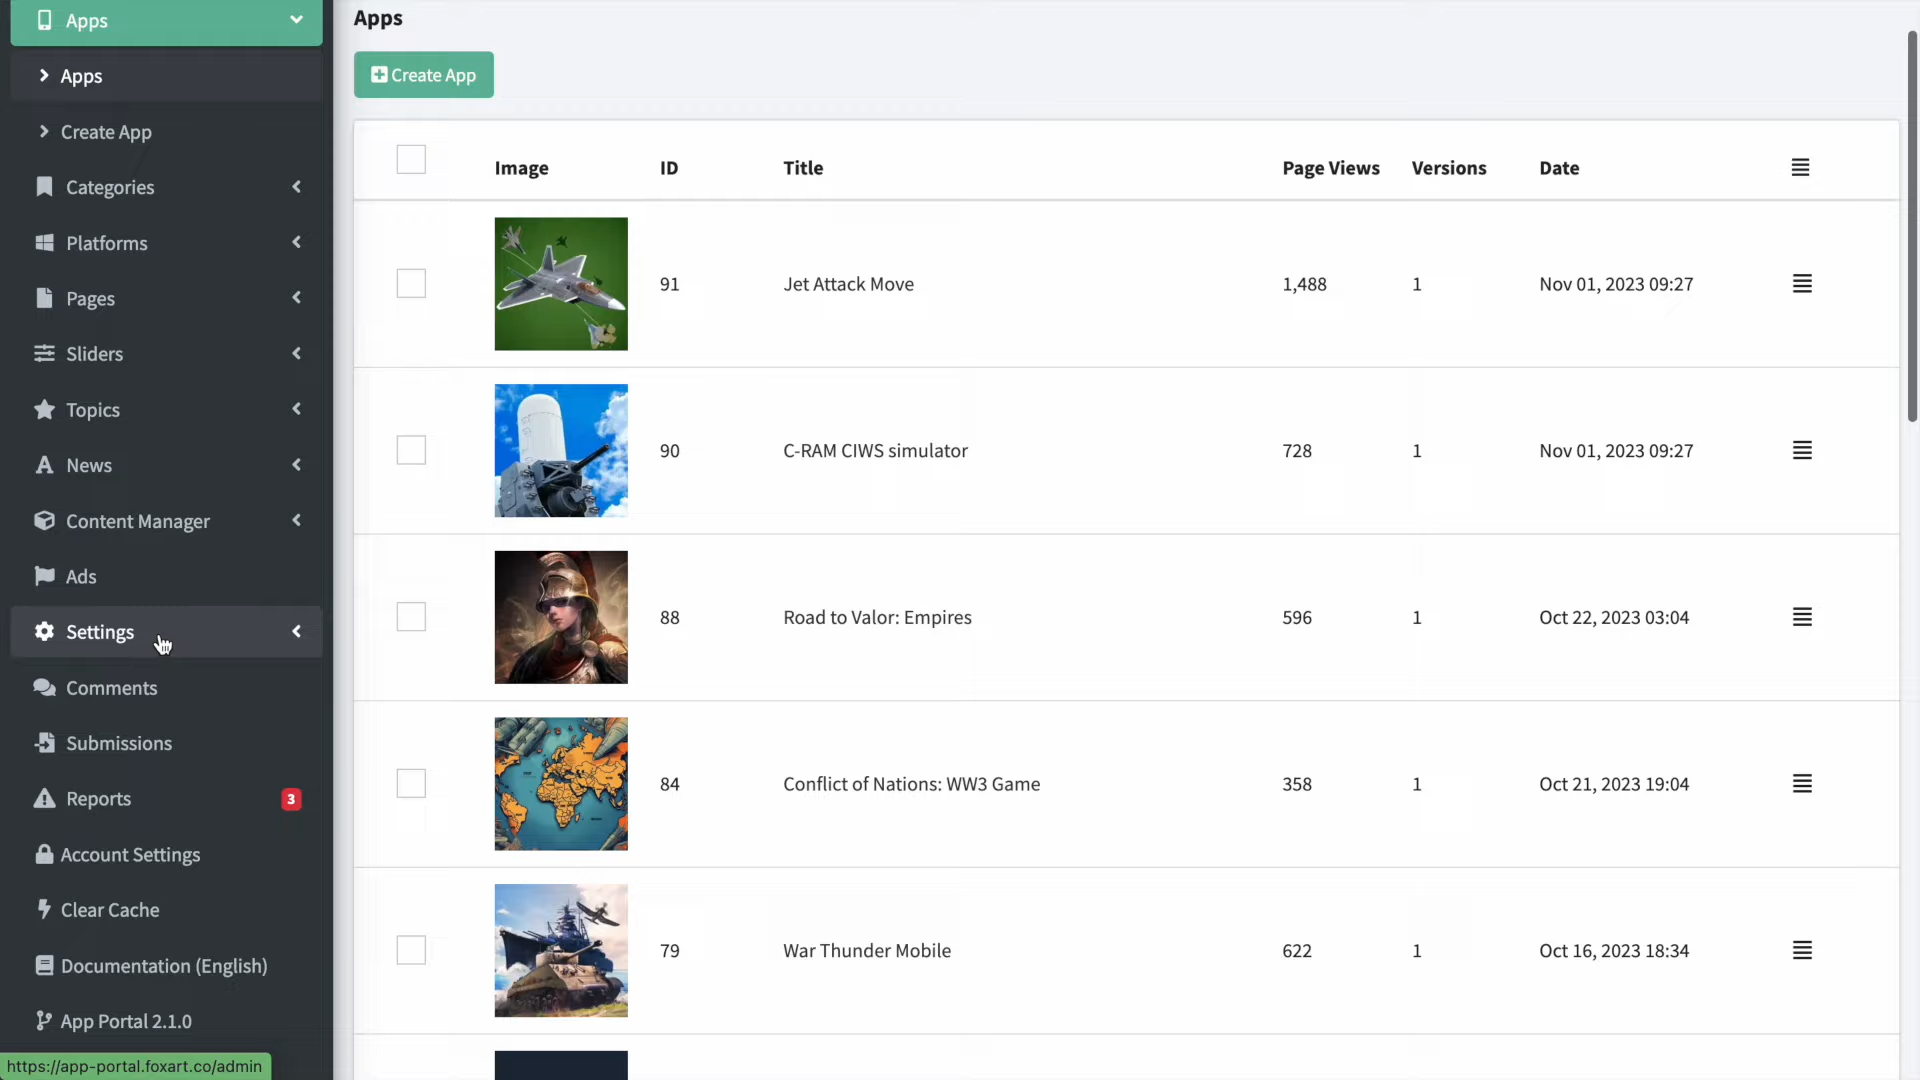 Apps
Apps
Create App
Categories
Platforms
Pages
Sliders
Topics
News
Content Manager
Ads
Settings
Comments
Submissions
Reports 3
Account Settings
Clear Cache
Documentation (English)
App Portal 2.1.0
https://app-portal.foxart.co/admin
Apps
Create App
Image ID Title Page Views Versions Date
91 Jet Attack Move 1,488 1 Nov 01, 2023 09:27
90 C-RAM CIWS simulator 728 1 Nov 01, 2023 09:27
88 Road to Valor: Empires 596 1 Oct 22, 2023 03:04
84 Conflict of Nations: WW3 Game 358 1 Oct 21, 2023 19:04
79 War Thunder Mobile 622 1 Oct 16, 2023 18:34